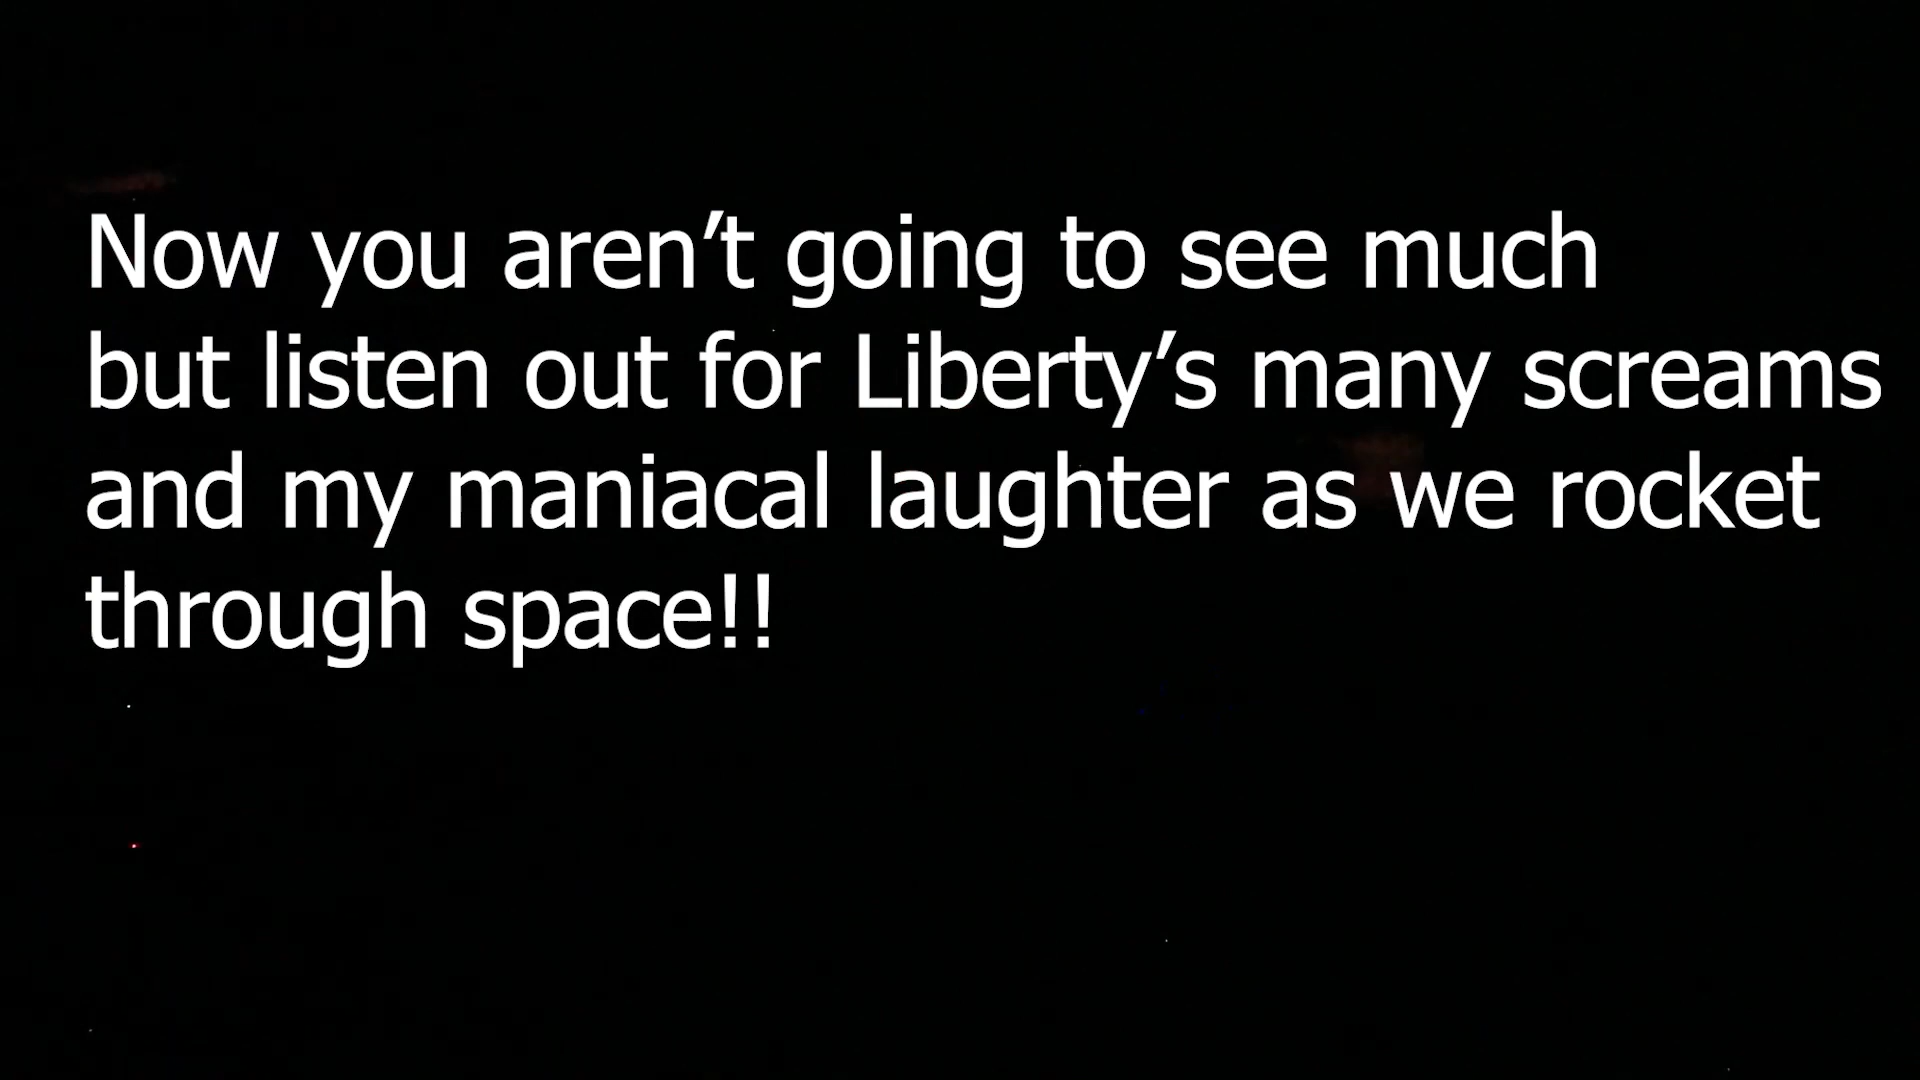 Now you aren’t going to see much
but listen out for Liberty’s many screams
and my maniacal laughter as we rocket
through space!!